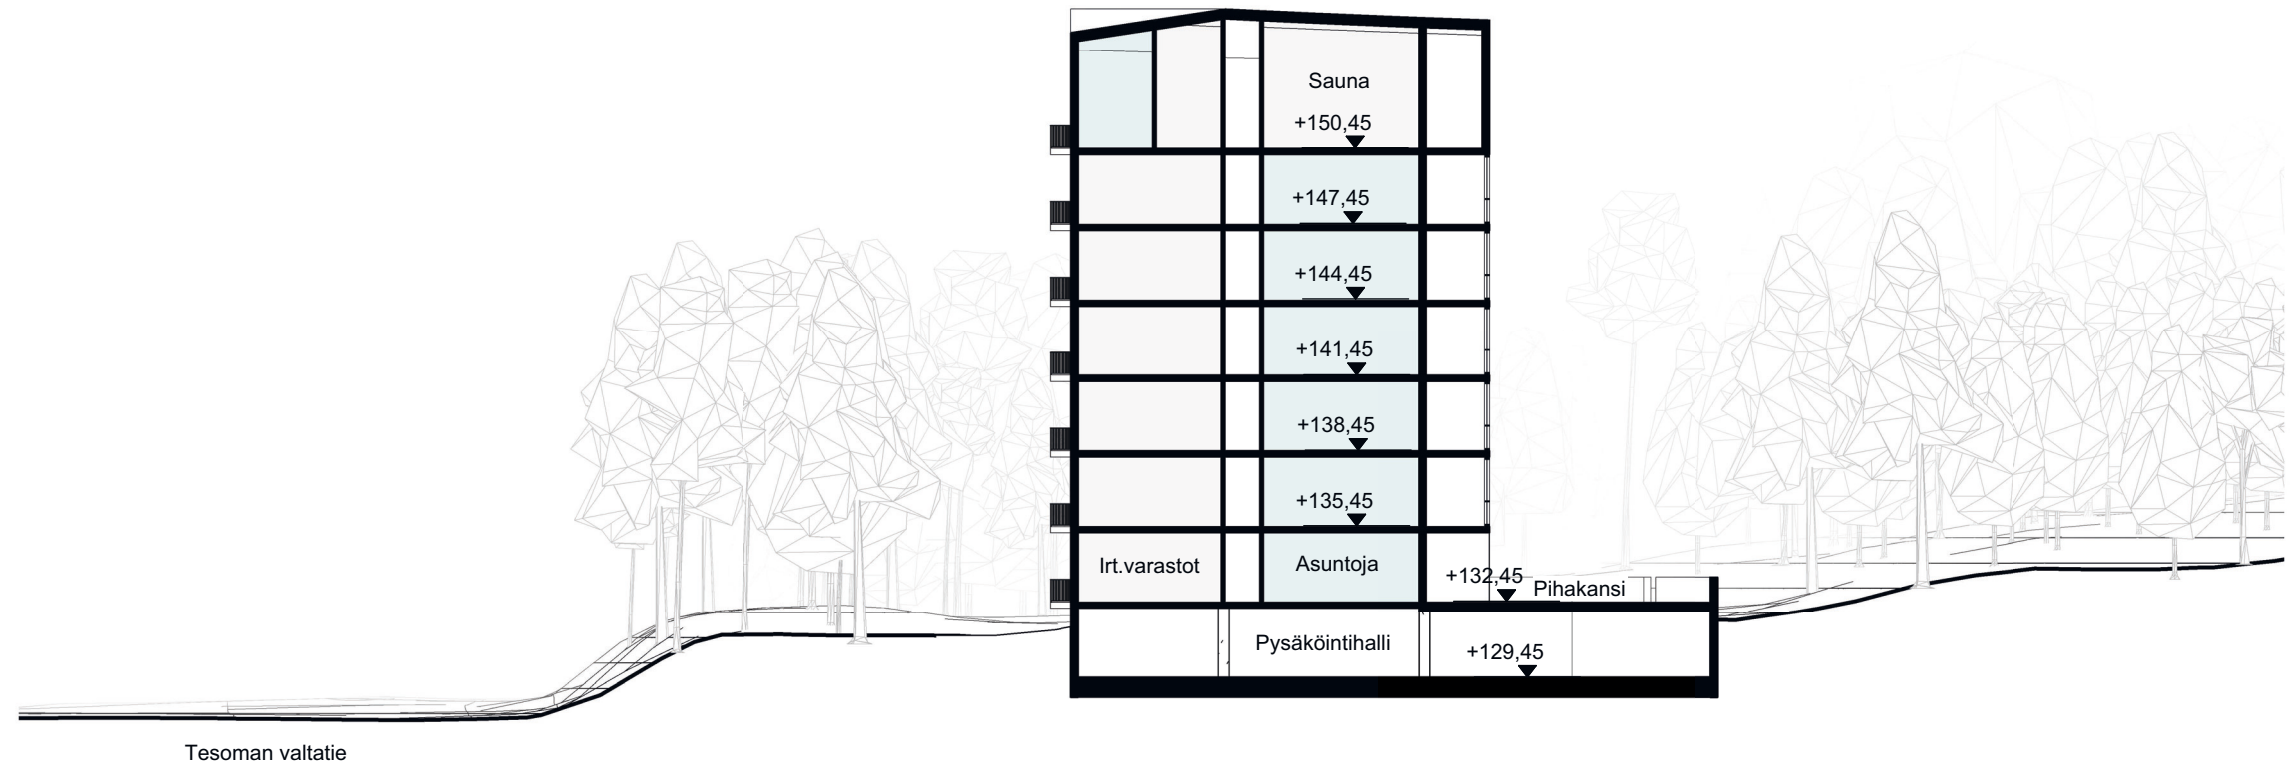 Sauna
+150,45
+147,45
+144,45
+141,45
+138,45
+135,45
Irt.varastot
Asuntoja
+132,45
Pihakansi
Pysäköintihalli
+129,45
Tesoman valtatie